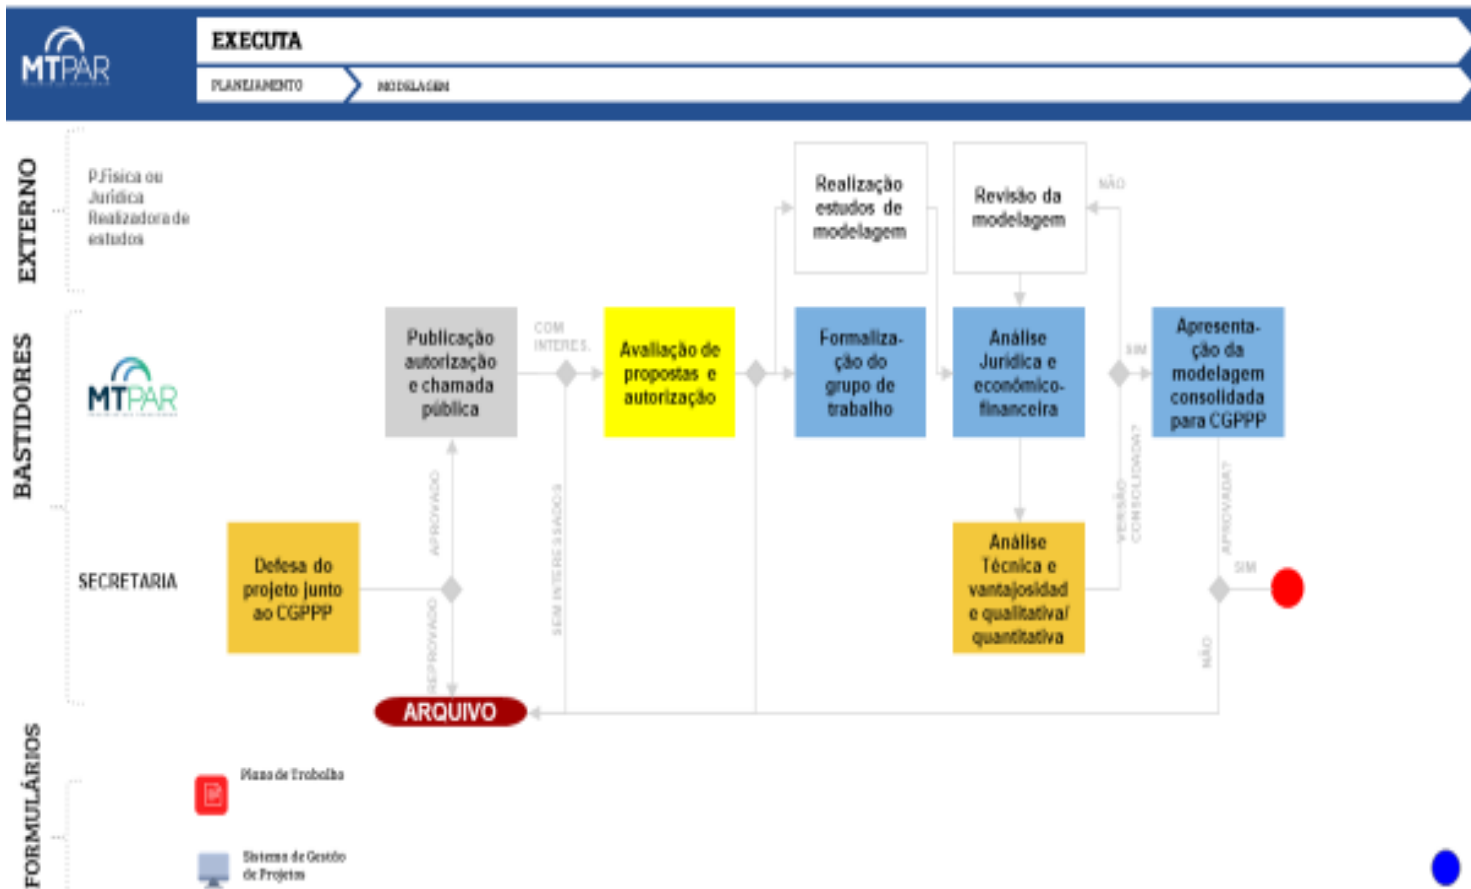 MTPAR
EXECUTA
PLANEJAMENTO
MODELAGEM
EXTERNO
P.Física ou
Jurídica
Realizadora de
estudos
Realização
estudos de
modelagem
Revisão da
modelagem
NÃO
BASTIDORES
MTPAR
Publicação
autorização
e chamada
pública
COM
INTERES.
Avaliação de
propostas e
autorização
Formaliza-
ção do
grupo de
trabalho
Análise
Jurídica e
econômico-
financeira
SIM
Apresenta-
ção da
modelagem
consolidada
para CGPPP
APROVADO
SEM INTERESSADOS
VERSÃO
CONSOLIDADA?
APROVADA?
SECRETARIA
Defesa do
projeto junto
ao CGPPP
Análise
Técnica e
vantajosidad
e qualitativa/
quantitativa
SIM
REPROVADO
NÃO
ARQUIVO
FORMULÁRIOS
Plano de Trabalho
Sistema de Gestão
de Projetos